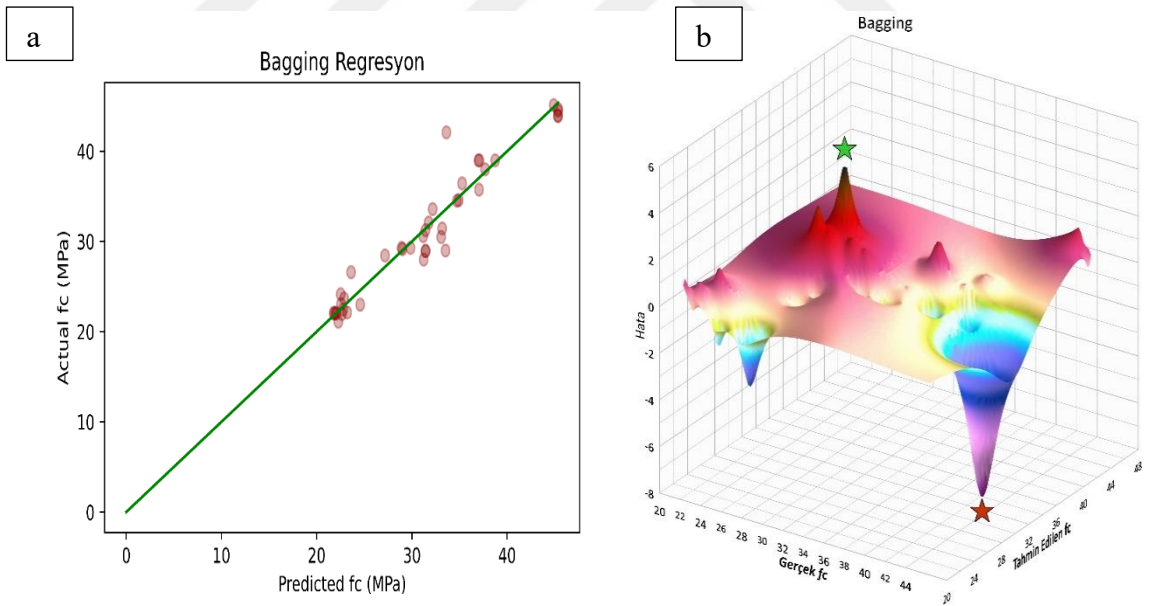 a
Bagging Regresyon
Actual fc (MPa)
40
30
20
10
0
0 10 20 30 40
Predicted fc (MPa)
b
Bagging
6
4
2
0
-2
-4
-6
-8
Hata
20 22 24 26 28 30 32 34 36 38 40 42 44
Gerçek fc
20 24 28 32 36 40 44 48
Tahmin Edilen fc